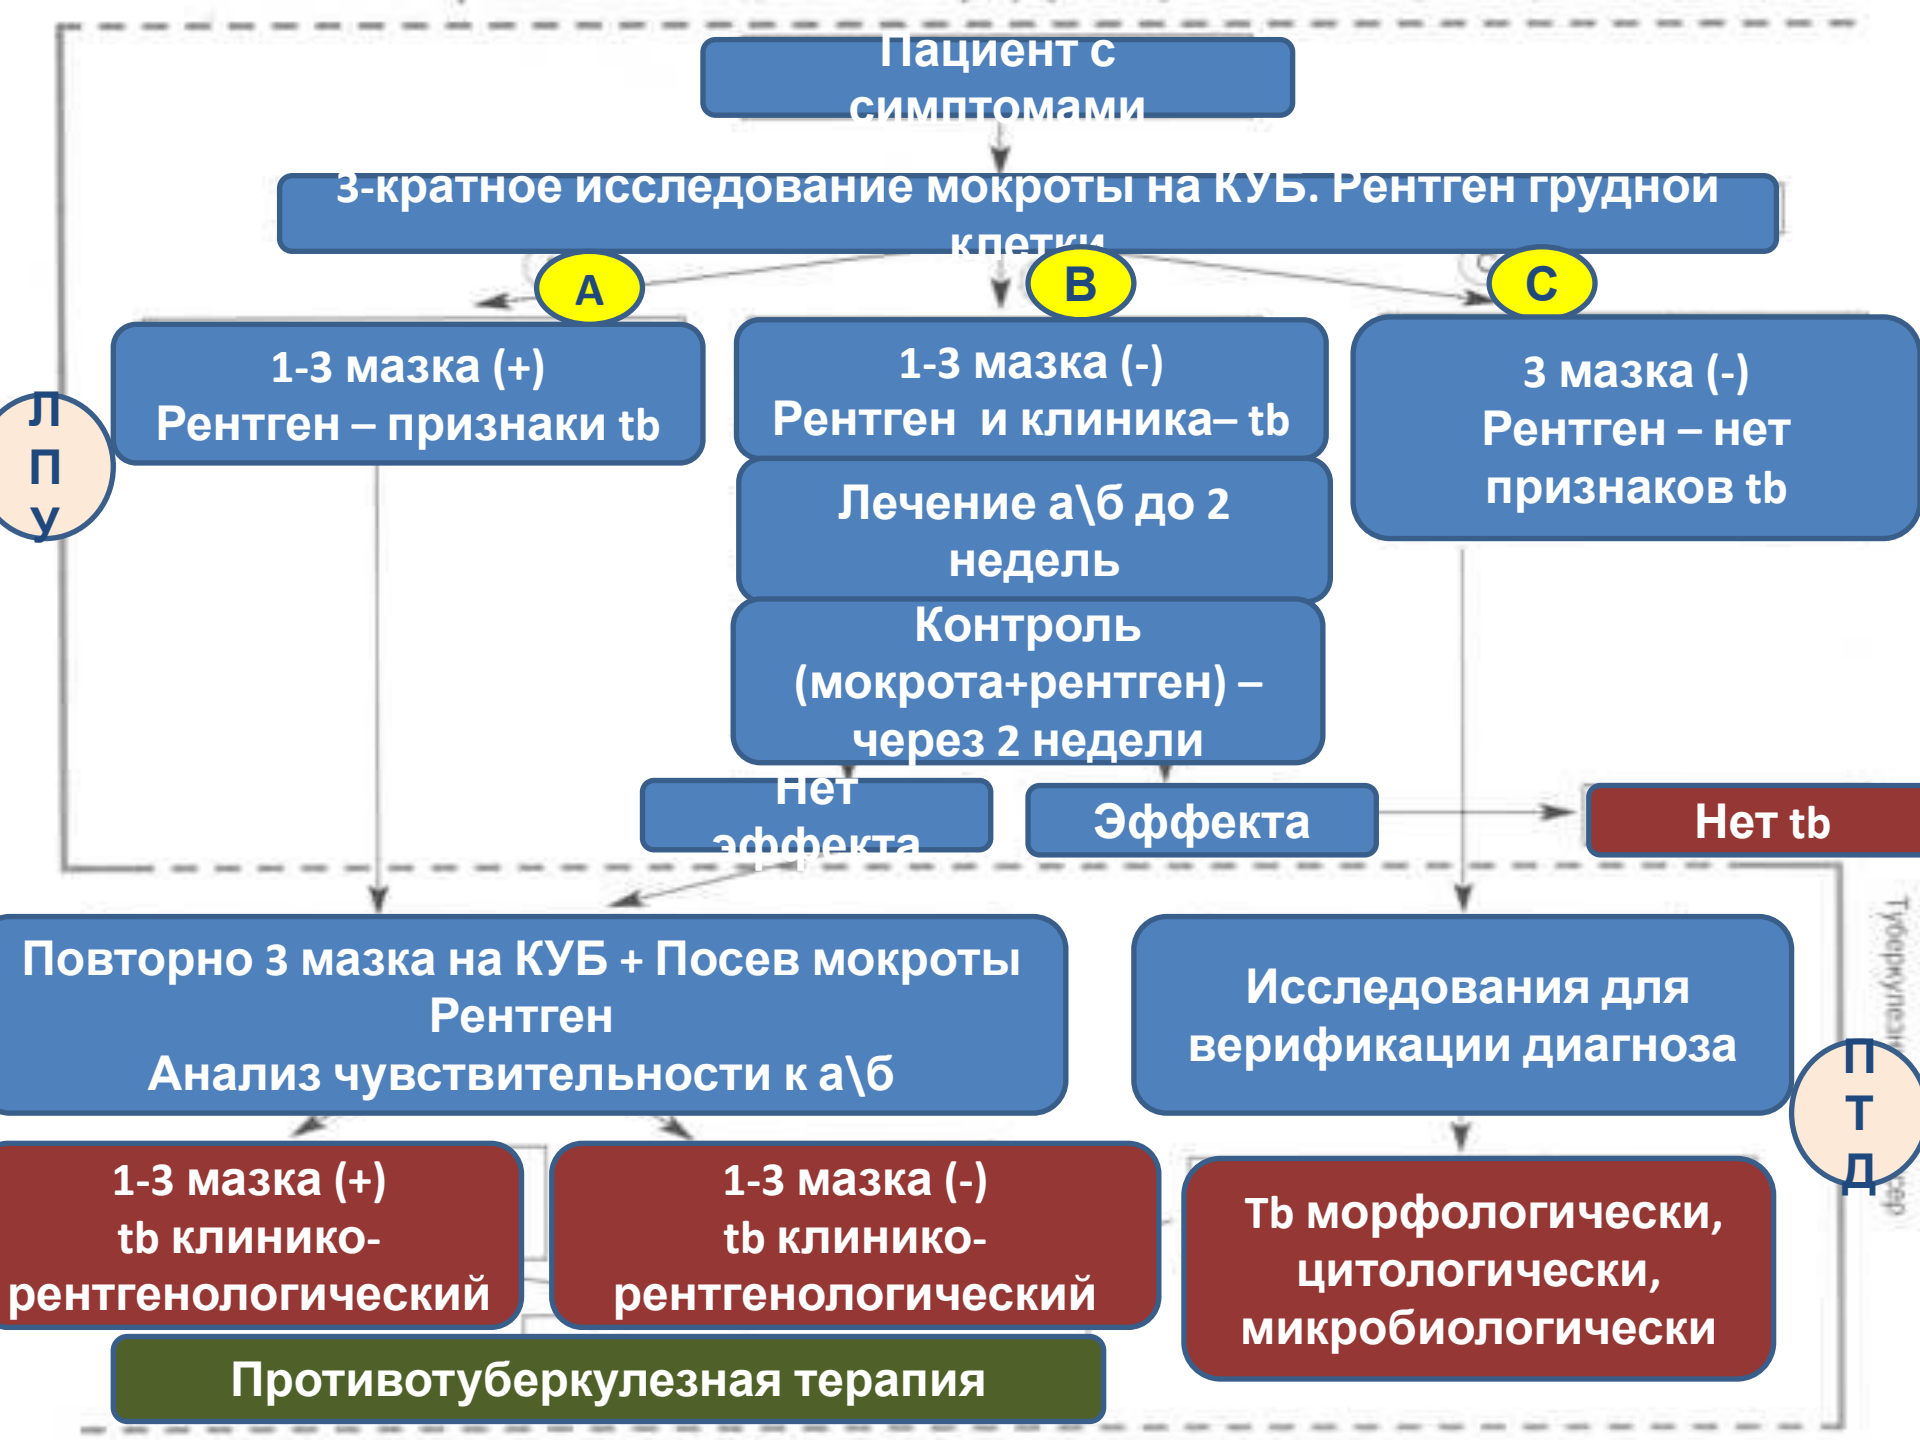 Пациент с
симптомами
3-кратное исследование мокроты на КУБ. Рентген грудной
клетки
A
B
C
1-3 мазка (+)
Рентген – признаки tb
1-3 мазка (-)
Рентген и клиника– tb
3 мазка (-)
Рентген – нет
признаков tb
Л
П
У
Лечение а\б до 2
недель
Контроль
(мокрота+рентген) –
через 2 недели
Нет
эффекта
Эффекта
Нет tb
Повторно 3 мазка на КУБ + Посев мокроты
Рентген
Анализ чувствительности к а\б
Исследования для
верификации диагноза
П
Т
Д
1-3 мазка (+)
tb клинико-
рентгенологический
1-3 мазка (-)
tb клинико-
рентгенологический
Tb морфологически,
цитологически,
микробиологически
Противотуберкулезная терапия